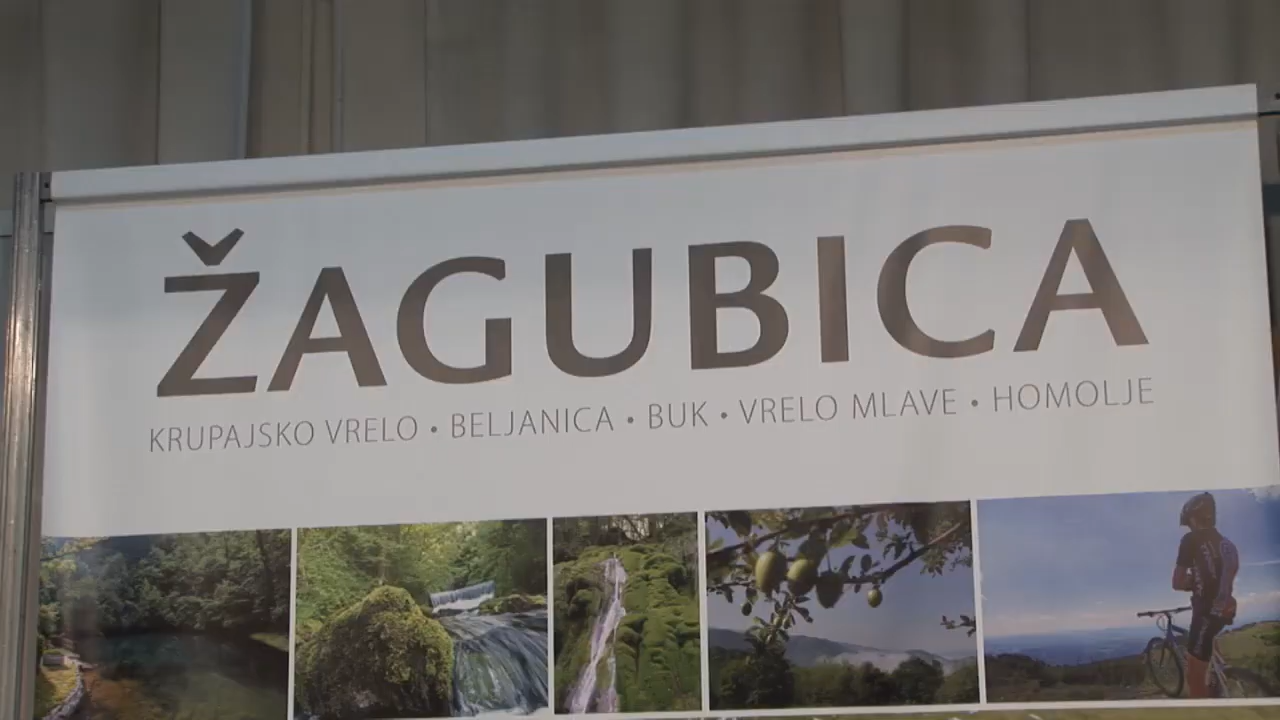 ŽAGUBICA
KRUPAJSKO VRELO • BELJANICA • BUK • VRELO MLAVE • HOMOLJE